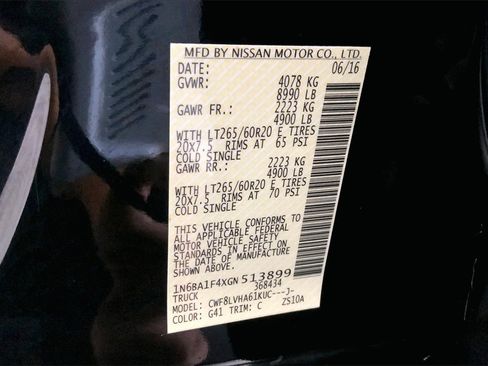 MFD BY NISSAN MOTOR CO., LTD.
DATE: 06/16
GVWR: 4078 KG
8990 LB
GAWR FR.: 2223 KG
4900 LB
WITH LT265/60R20 E TIRES
20x7.5 RIMS AT 65 PSI
COLD SINGLE
GAWR RR.: 2223 KG
4900 LB
WITH LT265/60R20 E TIRES
20x7.5 RIMS AT 70 PSI
COLD SINGLE
THIS VEHICLE CONFORMS TO
ALL APPLICABLE FEDERAL
MOTOR VEHICLE SAFETY
STANDARDS IN EFFECT ON
THE DATE OF MANUFACTURE
SHOWN ABOVE.
1N6BA1F4XGN513899
TRUCK 368434
MODEL: CWF8LVHA61KUC---J-
COLOR: G41 TRIM: C Z510A